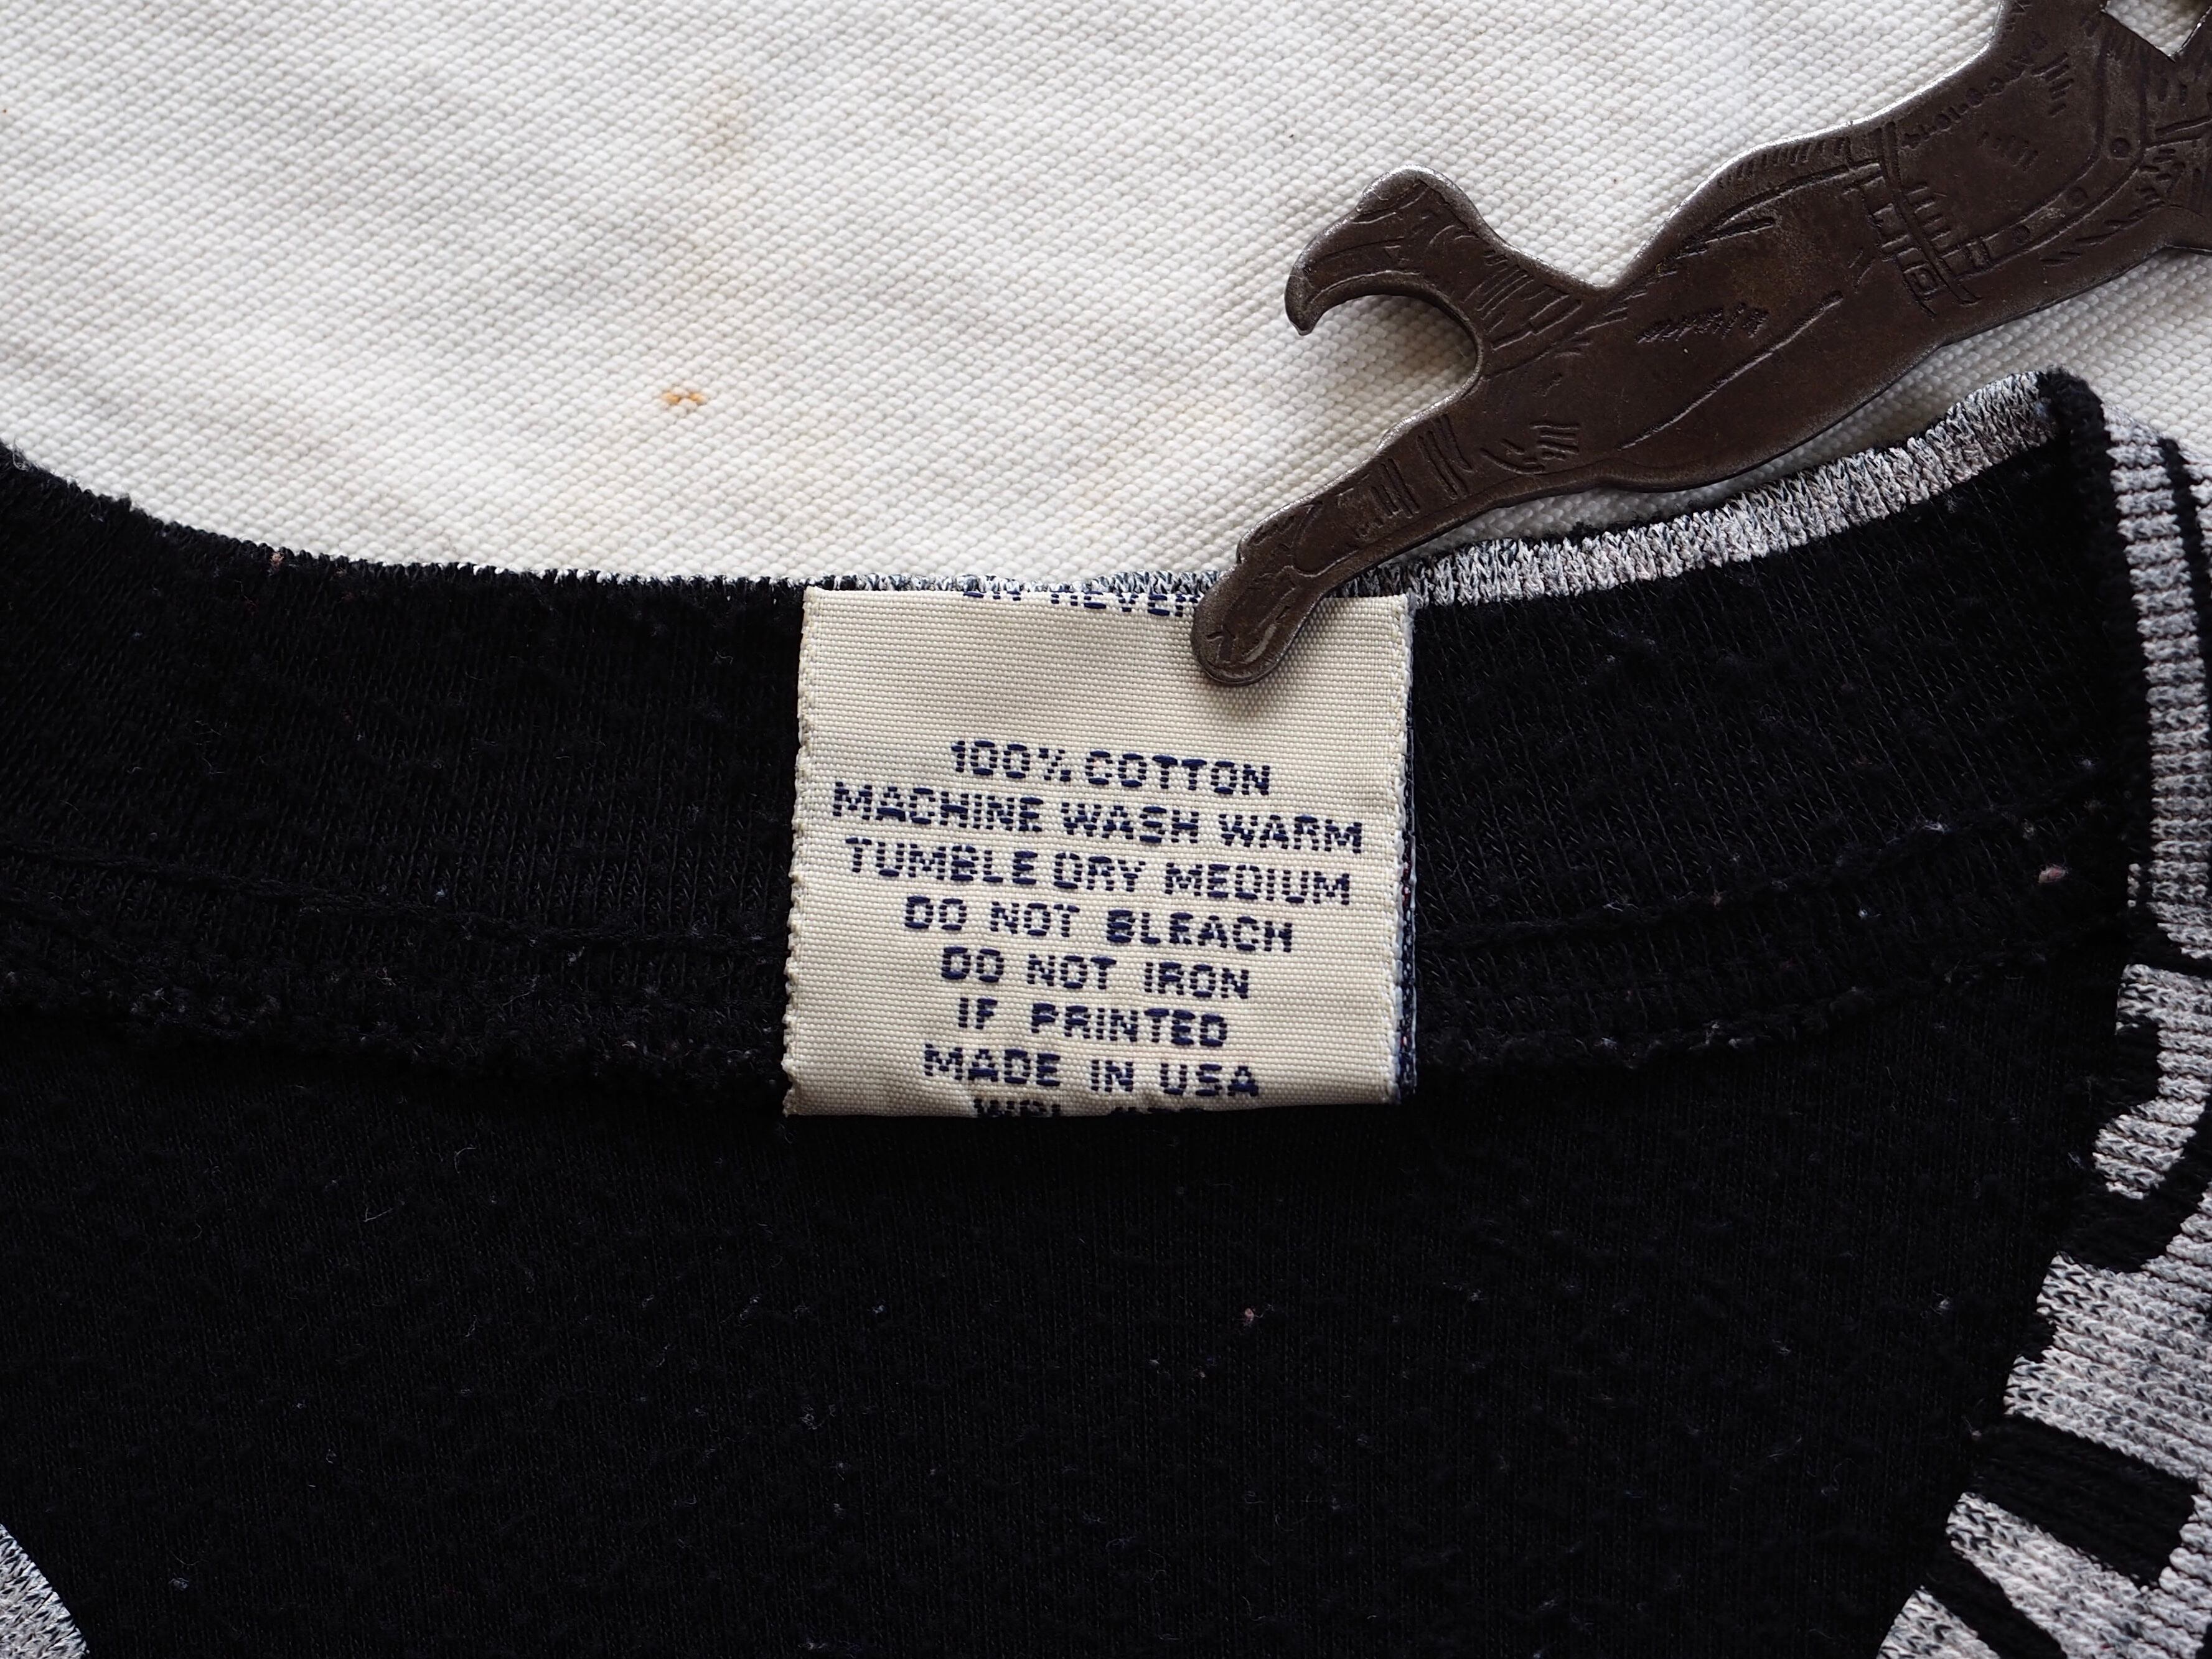 100% COTTON
MACHINE WASH WARM
TUMBLE DRY MEDIUM
DO NOT BLEACH
DO NOT IRON
IF PRINTED
MADE IN USA